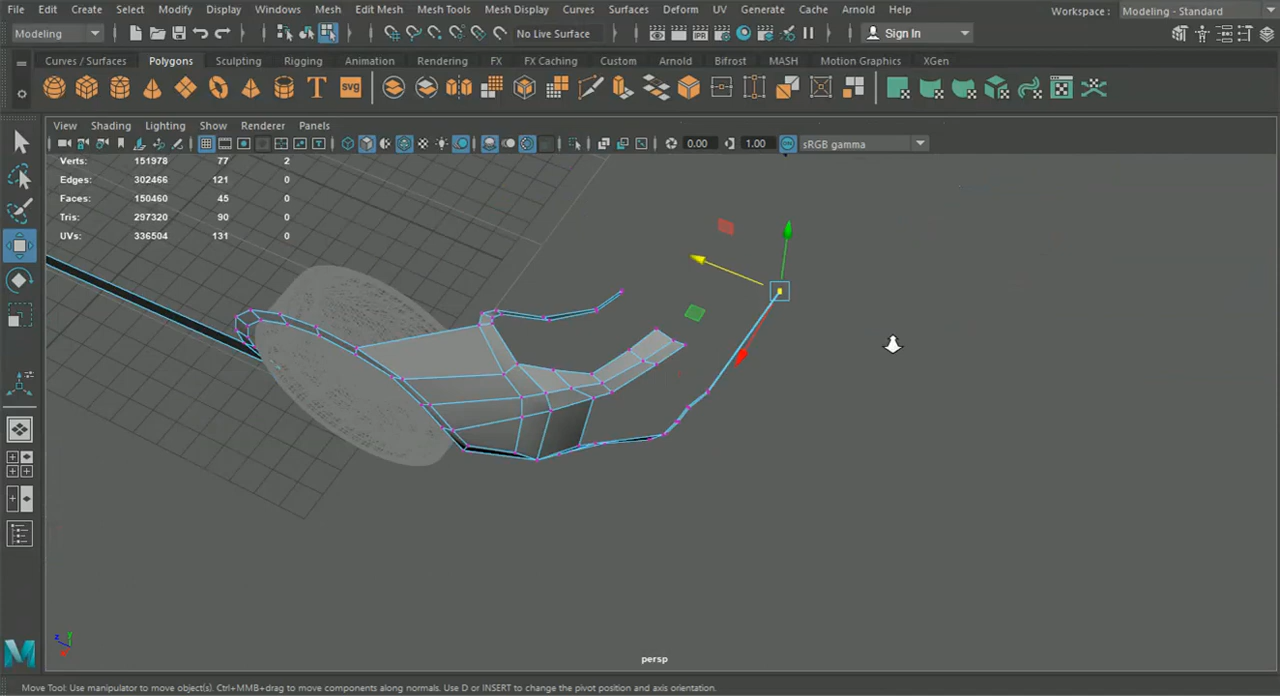 File Edit Create Select Modify Display Windows Mesh Edit Mesh Mesh Tools Mesh Display Curves Surfaces Deform UV Generate Cache Arnold Help Workspace : Modeling - Standard
Modeling No Live Surface Sign In
Curves / Surfaces Polygons Sculpting Rigging Animation Rendering FX FX Caching Custom Arnold Bifrost MASH Motion Graphics XGen
T SVG
View Shading Lighting Show Renderer Panels
0.00 1.00 sRGB gamma
Verts: 151978 77 2
Edges: 302466 121 0
Faces: 150460 45 0
Tris: 297320 90 0
UVs: 336504 131 0
z y
persp
M
Move Tool: Use manipulator to move object(s). Ctrl+MMB+drag to move components along normals. Use D or INSERT to change the pivot position and axis orientation.